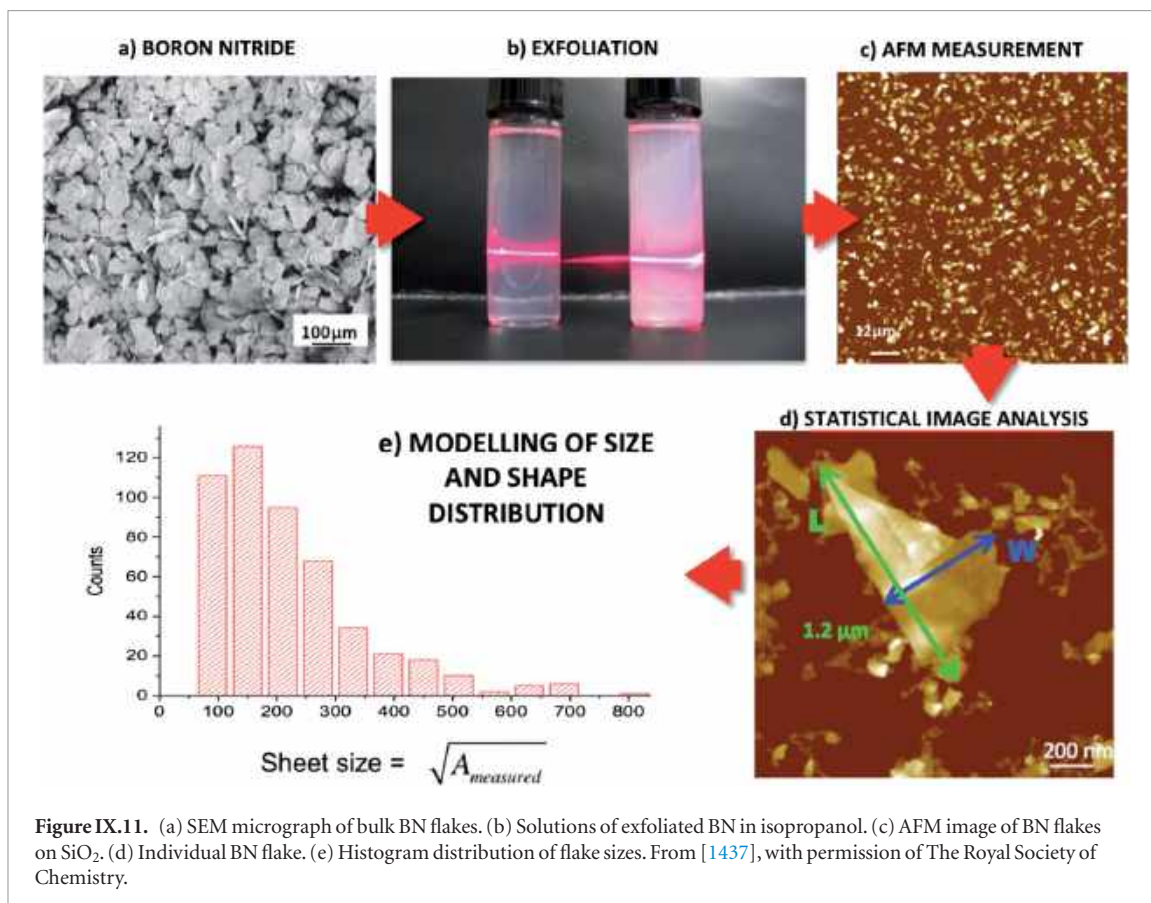 a) BORON NITRIDE
b) EXFOLIATION
c) AFM MEASUREMENT
100µm
12µm
d) STATISTICAL IMAGE ANALYSIS
L
W
1.2 µm
200 nm
e) MODELLING OF SIZE
AND SHAPE
DISTRIBUTION
Counts
120
100
80
60
40
20
0
0 100 200 300 400 500 600 700 800
Sheet size = √A measured
Figure IX.11. (a) SEM micrograph of bulk BN flakes. (b) Solutions of exfoliated BN in isopropanol. (c) AFM image of BN flakes
on SiO₂. (d) Individual BN flake. (e) Histogram distribution of flake sizes. From [1437], with permission of The Royal Society of
Chemistry.